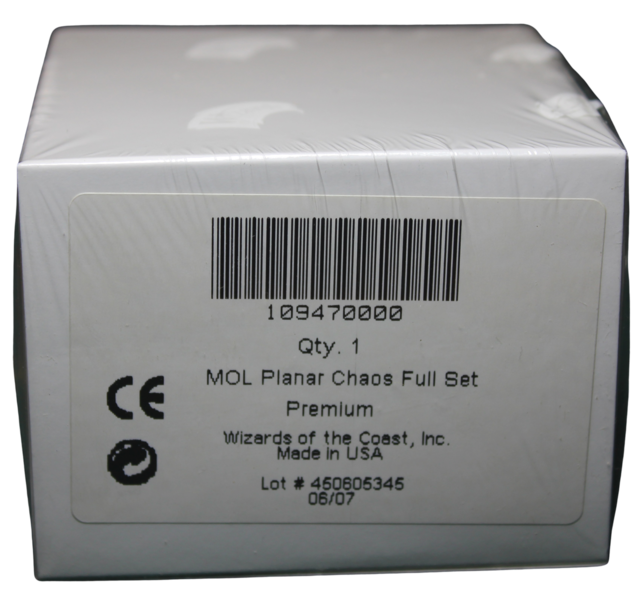 109470000
Qty. 1
MOL Planar Chaos Full Set
Premium
CE
Wizards of the Coast, Inc.
Made in USA
Lot # 450605345
06/07